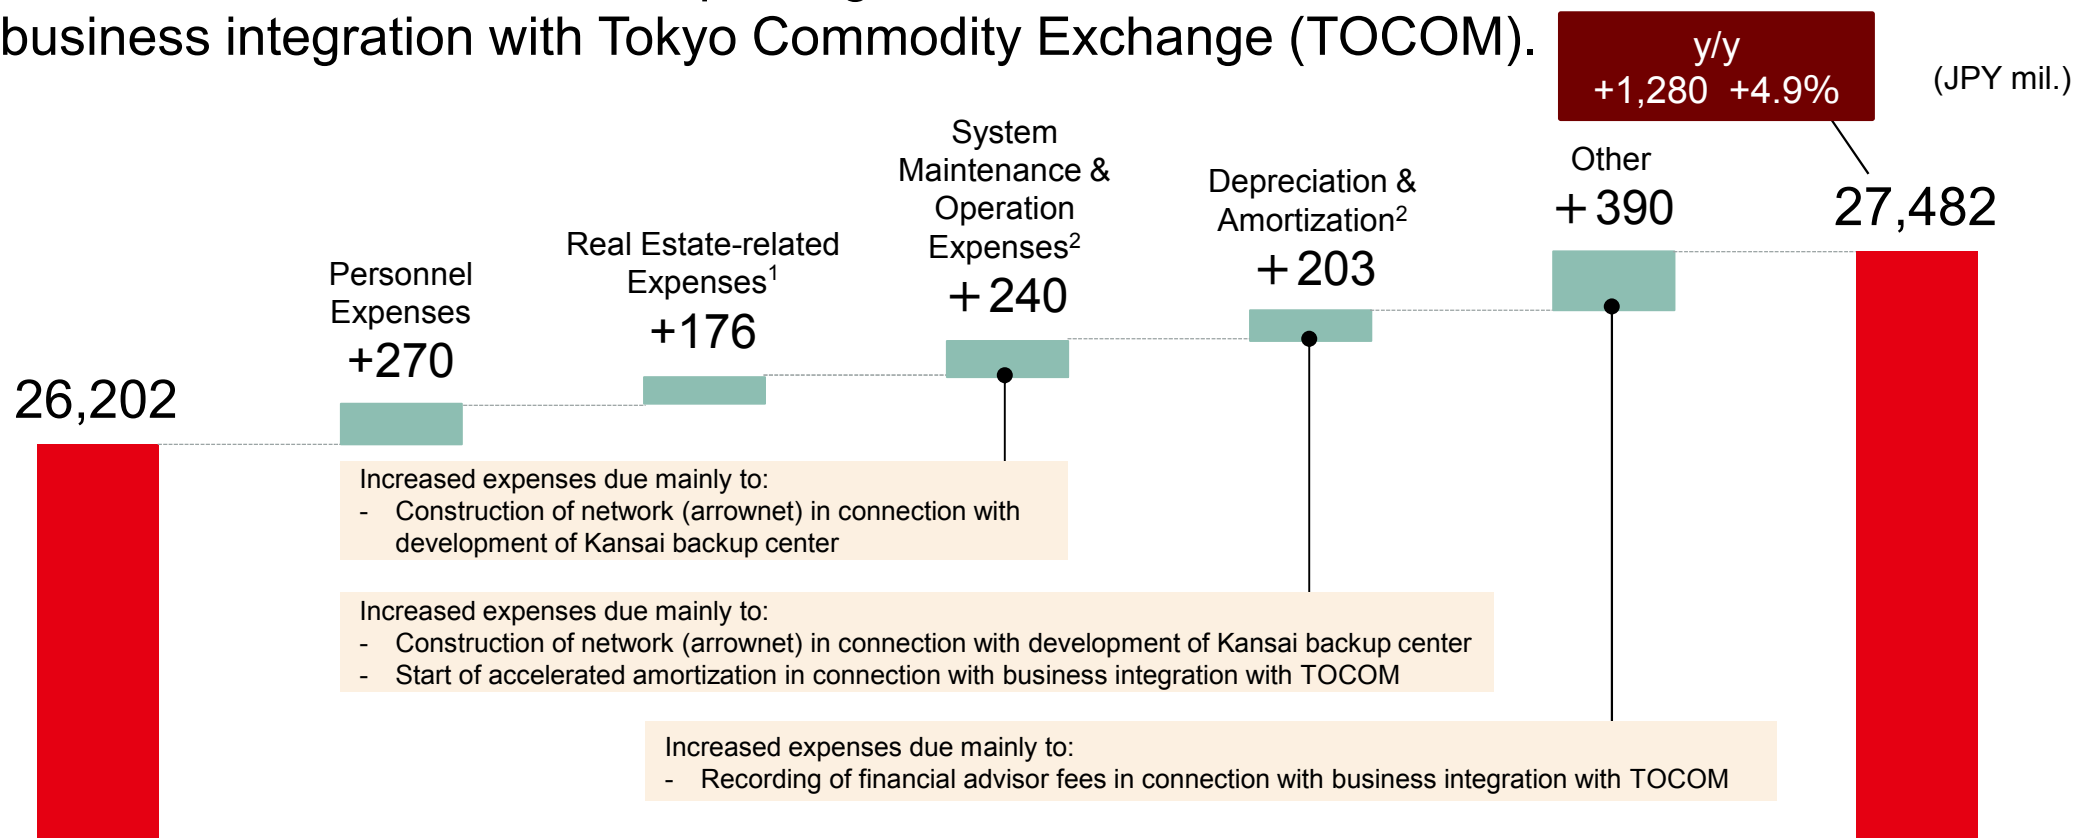 business integration with Tokyo Commodity Exchange (TOCOM).
y/y
+1,280 +4.9%
(JPY mil.)
26,202
Personnel
Expenses
+270
Real Estate-related
Expenses1
+176
System
Maintenance &
Operation
Expenses2
+240
Depreciation &
Amortization2
+203
Other
+390
27,482
Increased expenses due mainly to:
- Construction of network (arrownet) in connection with
development of Kansai backup center
Increased expenses due mainly to:
- Construction of network (arrownet) in connection with development of Kansai backup center
- Start of accelerated amortization in connection with business integration with TOCOM
Increased expenses due mainly to:
- Recording of financial advisor fees in connection with business integration with TOCOM